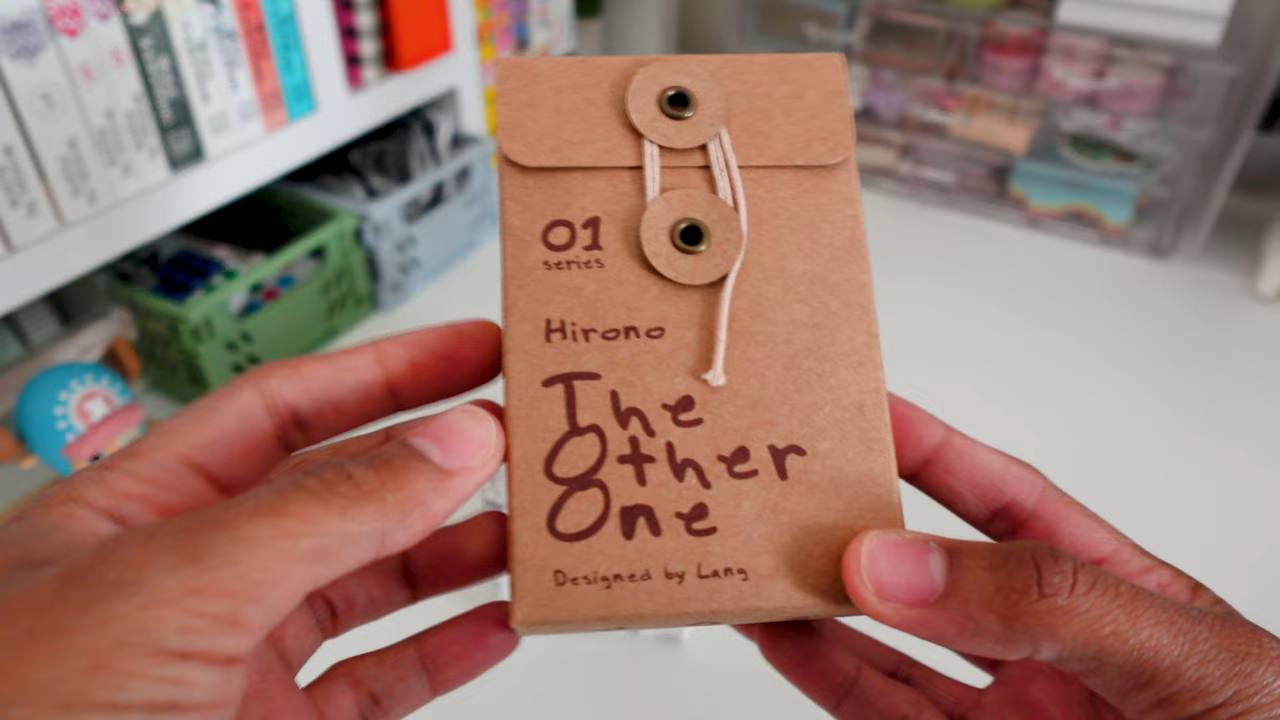 01
series
Hirono
The
Other
One
Designed by Lang